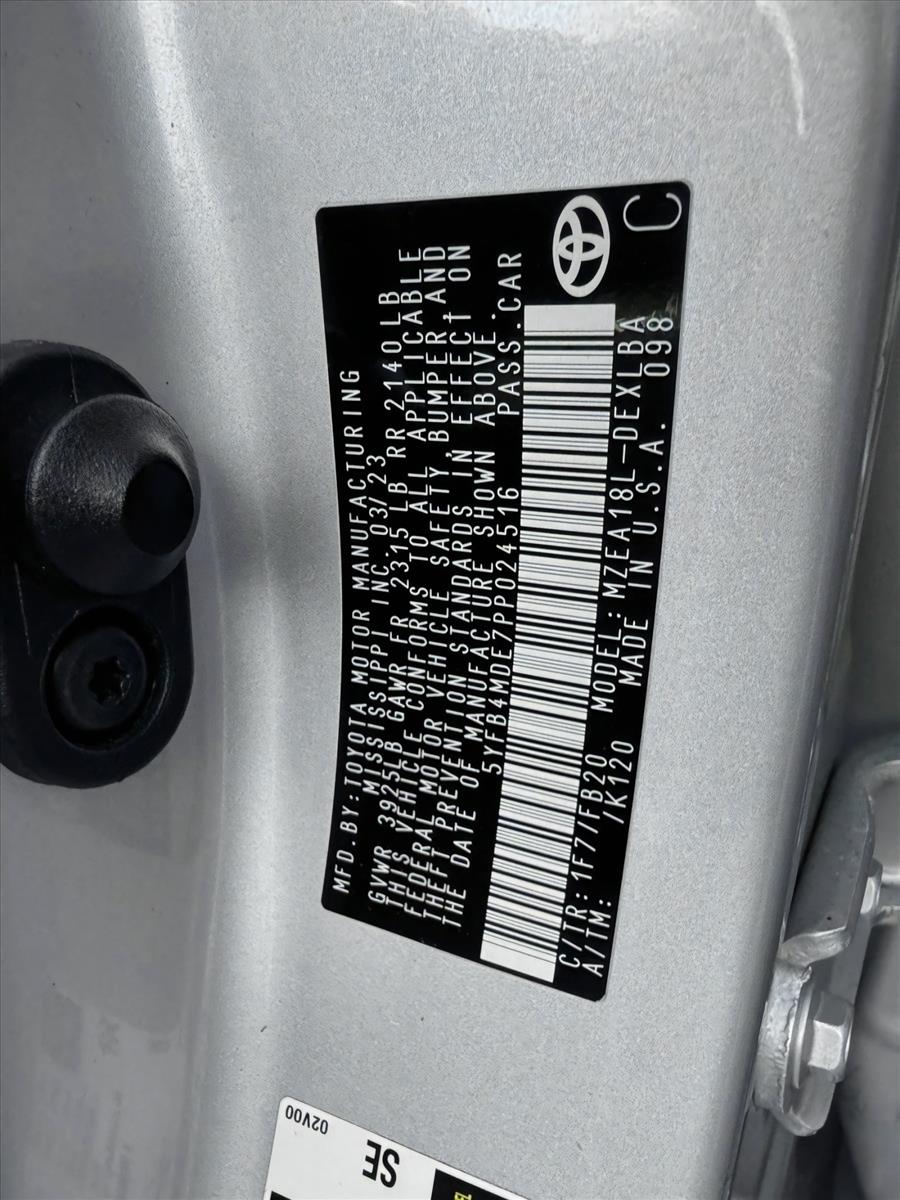 MFD.BY:TOYOTA MOTOR MANUFACTURING
MISSISSIPPI INC. 03/23
GVWR 3925LB GAWR FR 2315 LB RR 2140LB
THIS VEHICLE CONFORMS TO ALL APPLICABLE
FEDERAL MOTOR VEHICLE SAFETY, BUMPER, AND
THEFT PREVENTION STANDARDS IN EFFECT ON
THE DATE OF MANUFACTURE SHOWN ABOVE.
5YFB4MDE7PP024516 PASS.CAR
C/TR: 1F7/FB20 MODEL: MZEA18L-DEXLBA
A/TM: /K120 MADE IN U.S.A. 098
C
02V00
SE